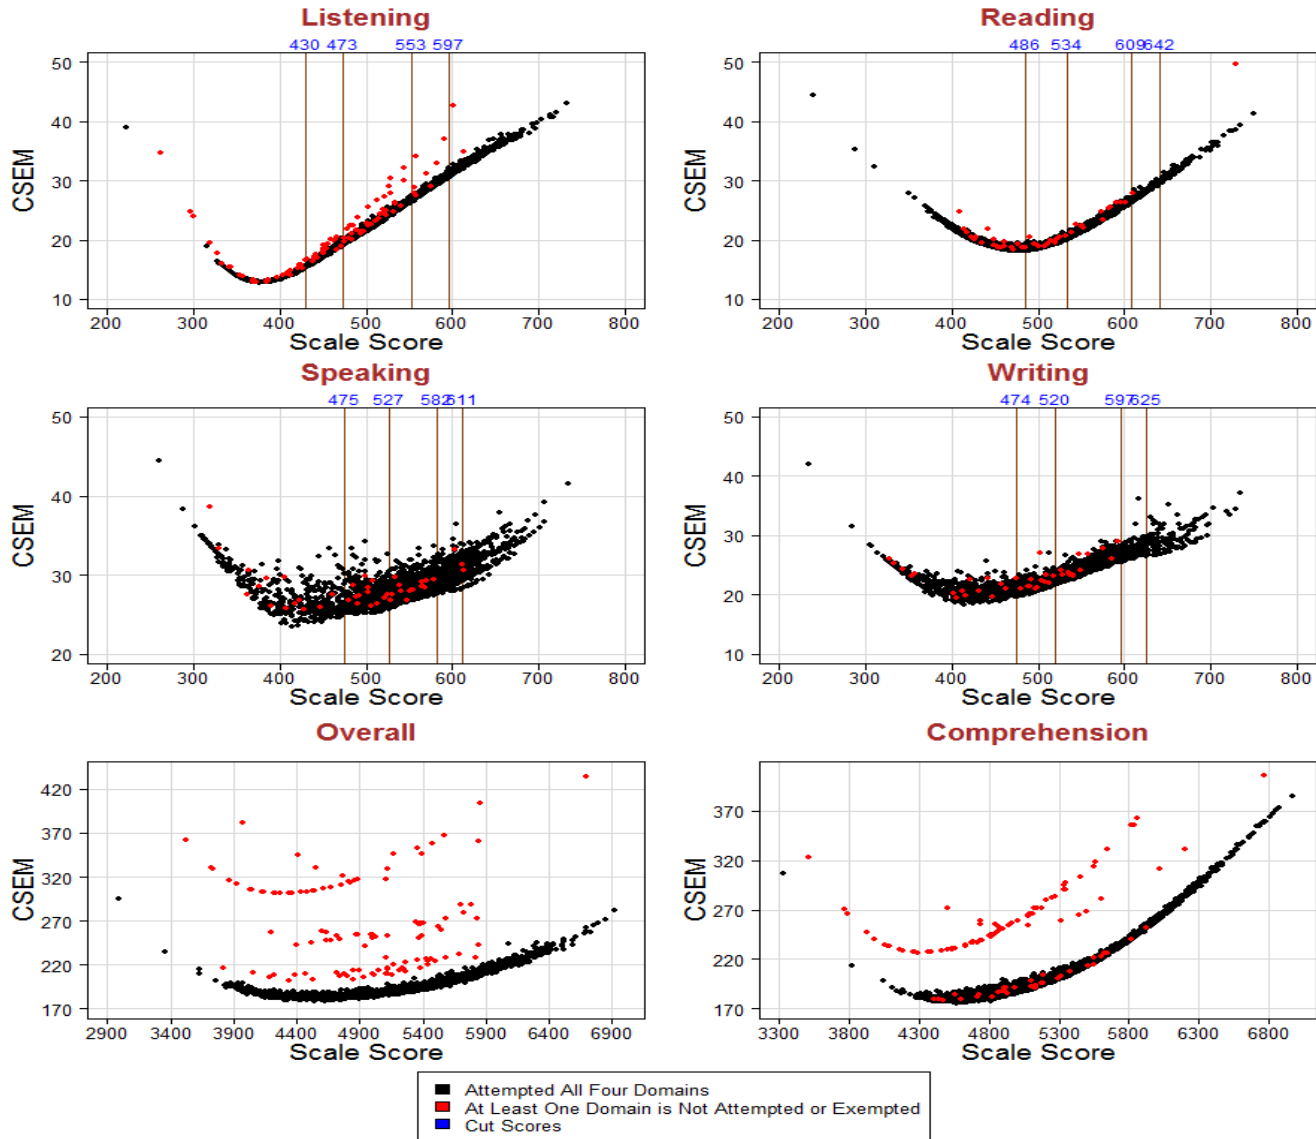 Listening
430 473 553 597
50
40
30
20
10
CSEM
200 300 400 500 600 700 800
Scale Score
Reading
486 534 609 642
50
40
30
20
10
CSEM
200 300 400 500 600 700 800
Scale Score
Speaking
475 527 582 611
50
40
30
20
CSEM
200 300 400 500 600 700 800
Scale Score
Writing
474 520 597 625
50
40
30
20
10
CSEM
200 300 400 500 600 700 800
Scale Score
Overall
420
370
320
270
220
170
CSEM
2900 3400 3900 4400 4900 5400 5900 6400 6900
Scale Score
Comprehension
370
320
270
220
170
CSEM
3300 3800 4300 4800 5300 5800 6300 6800
Scale Score
Attempted All Four Domains
At Least One Domain is Not Attempted or Exempted
Cut Scores